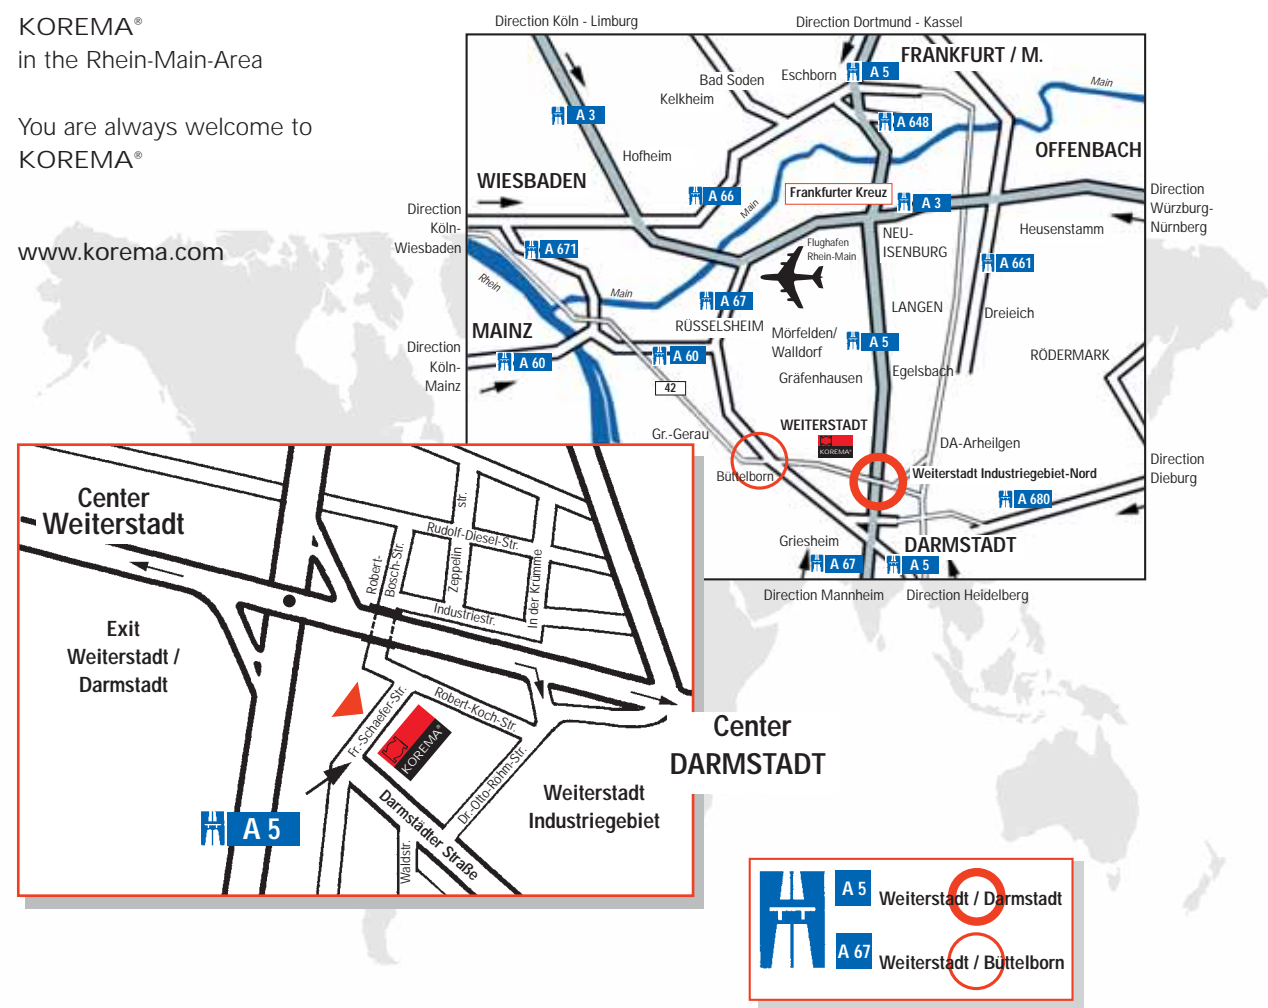 KOREMA®
in the Rhein-Main-Area
You are always welcome to
KOREMA®
www.korema.com
Direction Köln - Limburg
Direction Dortmund - Kassel
FRANKFURT / M.
A 5
Eschborn
Bad Soden
Kelkheim
Main
A 3
A 648
Hofheim
OFFENBACH
WIESBADEN
A 66
Frankfurter Kreuz
A 3
Direction
Würzburg-
Nürnberg
Direction
Köln-
Wiesbaden
Main
NEU-
ISENBURG
Heusenstamm
A 671
Flughafen
Rhein-Main
A 661
Rhein
Main
A 67
LANGEN
Dreieich
MAINZ
RÜSSELSHEIM
Mörfelden/
Walldorf
A 5
RÖDERMARK
Direction
Köln-
Mainz
A 60
A 60
Gräfenhausen
Egelsbach
42
WEITERSTADT
KOREMA®
Gr.-Gerau
DA-Arheilgen
Büttelborn
Weiterstadt Industriegebiet-Nord
Direction
Dieburg
A 680
Griesheim
DARMSTADT
A 67
A 5
Direction Mannheim
Direction Heidelberg
Center
Weiterstadt
str.
Rudolf-Diesel-Str.
Robert-
Bosch-Str.
Zeppelin
In der Krümme
Industriestr.
Exit
Weiterstadt /
Darmstadt
Fr.-Schaefer-Str.
Robert-Koch-Str.
KOREMA®
Dr.-Otto-Röhm-Str.
Center
DARMSTADT
Weiterstadt
Industriegebiet
Darmstädter Straße
Waldstr.
A 5
A 5
Weiterstadt / Darmstadt
A 67
Weiterstadt / Büttelborn